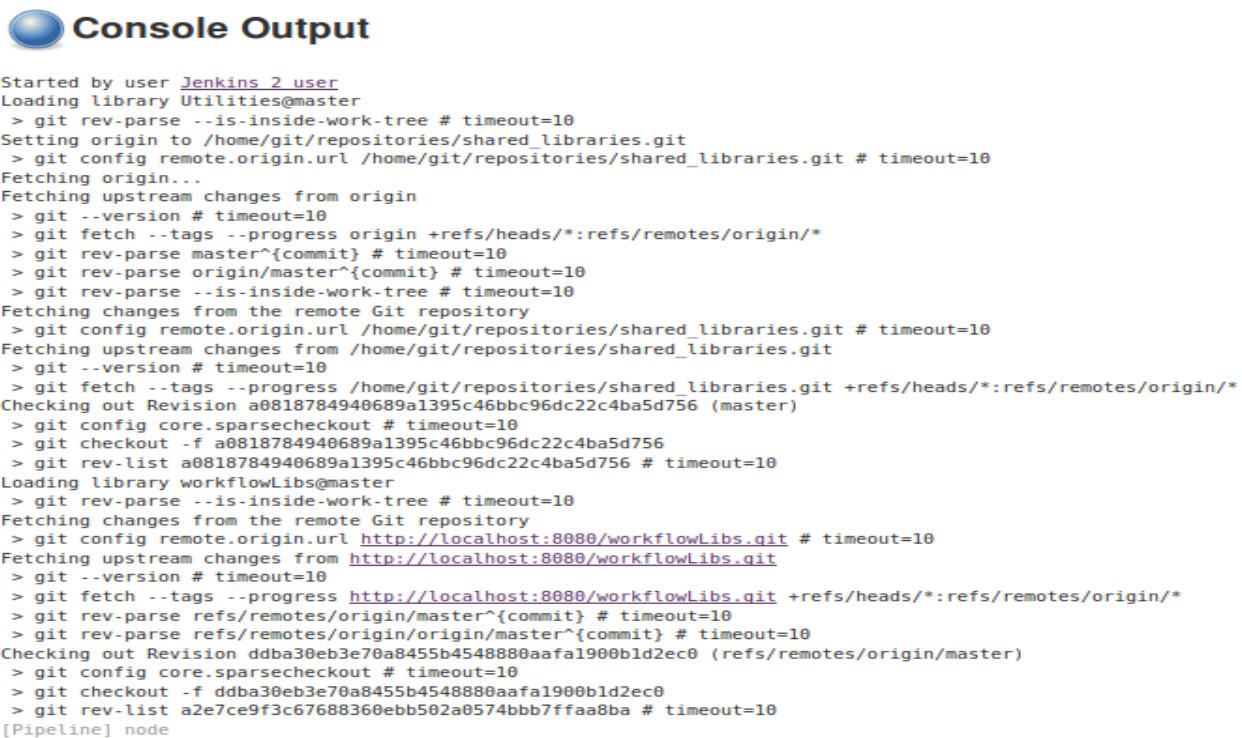 Console Output
Started by user Jenkins 2 user
Loading library Utilities@master
> git rev-parse --is-inside-work-tree # timeout=10
Setting origin to /home/git/repositories/shared_libraries.git
> git config remote.origin.url /home/git/repositories/shared_libraries.git # timeout=10
Fetching origin...
Fetching upstream changes from origin
> git --version # timeout=10
> git fetch --tags --progress origin +refs/heads/*:refs/remotes/origin/*
> git rev-parse master^{commit} # timeout=10
> git rev-parse origin/master^{commit} # timeout=10
> git rev-parse --is-inside-work-tree # timeout=10
Fetching changes from the remote Git repository
> git config remote.origin.url /home/git/repositories/shared_libraries.git # timeout=10
Fetching upstream changes from /home/git/repositories/shared_libraries.git
> git --version # timeout=10
> git fetch --tags --progress /home/git/repositories/shared_libraries.git +refs/heads/*:refs/remotes/origin/*
Checking out Revision a0818784940689a1395c46bbc96dc22c4ba5d756 (master)
> git config core.sparsecheckout # timeout=10
> git checkout -f a0818784940689a1395c46bbc96dc22c4ba5d756
> git rev-list a0818784940689a1395c46bbc96dc22c4ba5d756 # timeout=10
Loading library workflowLibs@master
> git rev-parse --is-inside-work-tree # timeout=10
Fetching changes from the remote Git repository
> git config remote.origin.url http://localhost:8080/workflowLibs.git # timeout=10
Fetching upstream changes from http://localhost:8080/workflowLibs.git
> git --version # timeout=10
> git fetch --tags --progress http://localhost:8080/workflowLibs.git +refs/heads/*:refs/remotes/origin/*
> git rev-parse refs/remotes/origin/master^{commit} # timeout=10
> git rev-parse refs/remotes/origin/origin/master^{commit} # timeout=10
Checking out Revision ddba30eb3e70a8455b4548880aafa1900b1d2ec0 (refs/remotes/origin/master)
> git config core.sparsecheckout # timeout=10
> git checkout -f ddba30eb3e70a8455b4548880aafa1900b1d2ec0
> git rev-list a2e7ce9f3c67688360ebb502a0574bbb7ffaa8ba # timeout=10
[Pipeline] node